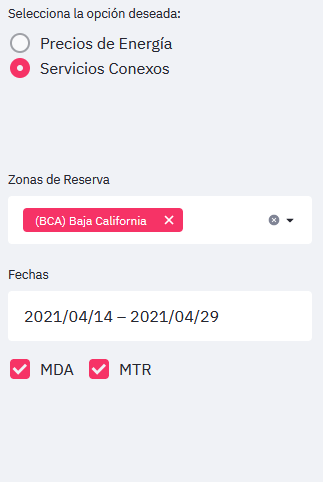 Selecciona la opción deseada:
Precios de Energía
Servicios Conexos
Zonas de Reserva
(BCA) Baja California
Fechas
2021/04/14 – 2021/04/29
MDA MTR